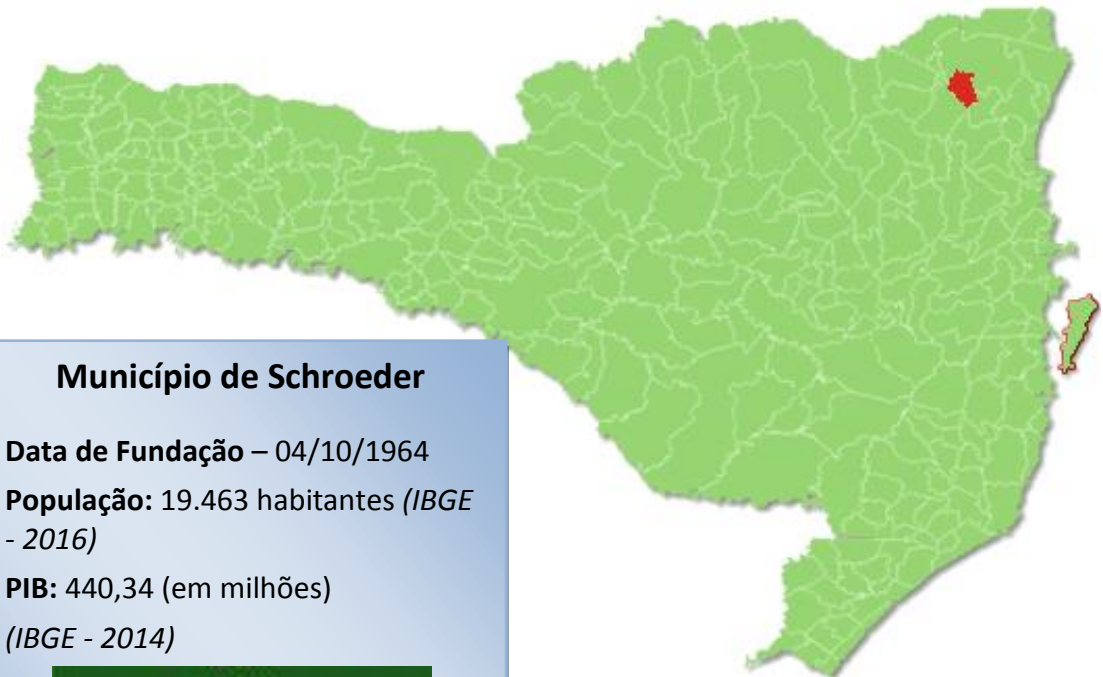 Município de Schroeder
Data de Fundação – 04/10/1964
População: 19.463 habitantes (IBGE
- 2016)
PIB: 440,34 (em milhões)
(IBGE - 2014)